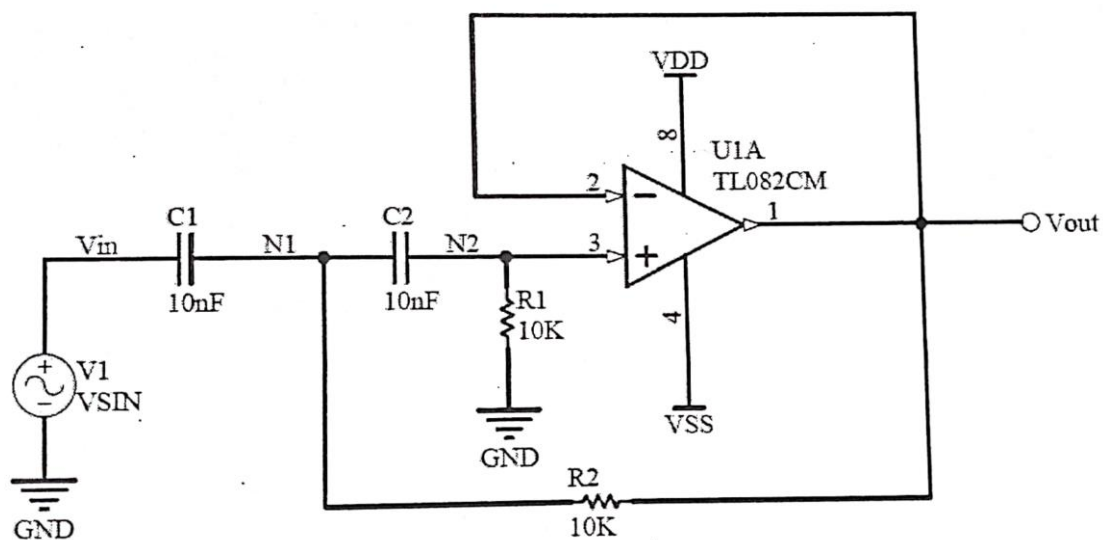 VDD
8
U1A
TL082CM
2
1
Vout
3
4
C1
Vin
10nF
N1
C2
10nF
N2
R1
10K
V1
VSIN
VSS
GND
GND
R2
10K